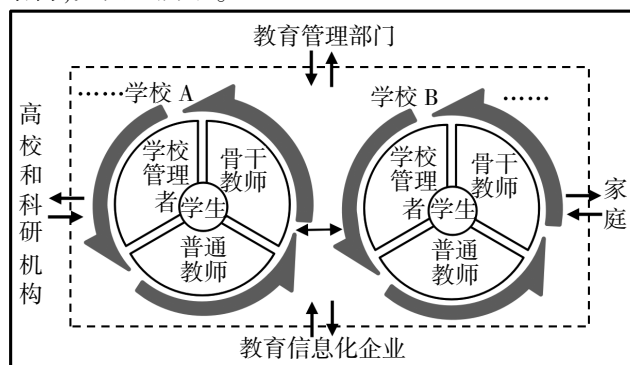 教育管理部门
……学校 A
学校 B ……
高校和科研机构
学校
管理
者
骨干
教师
学生
普通
教师
学校
管理
者
骨干
教师
学生
普通
教师
家庭
教育信息化企业